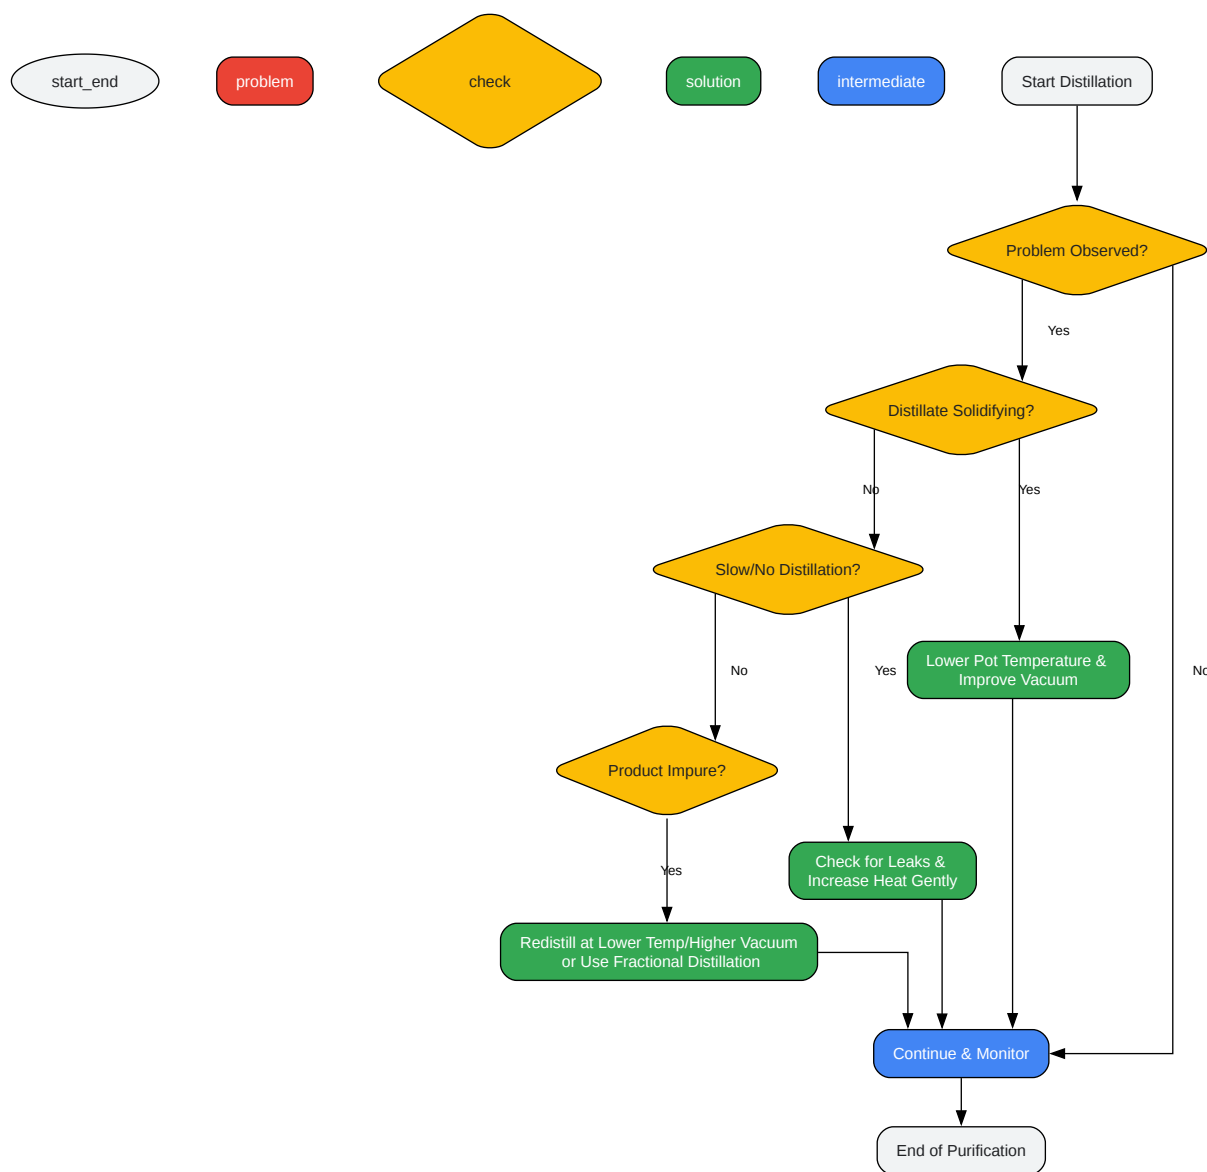 start_end
problem
check
solution
intermediate
Start Distillation
Problem Observed?
Yes
Distillate Solidifying?
No
Yes
Slow/No Distillation?
Lower Pot Temperature &
Improve Vacuum
No
Yes
No
Product Impure?
Check for Leaks &
Increase Heat Gently
Yes
Redistill at Lower Temp/Higher Vacuum
or Use Fractional Distillation
Continue & Monitor
End of Purification